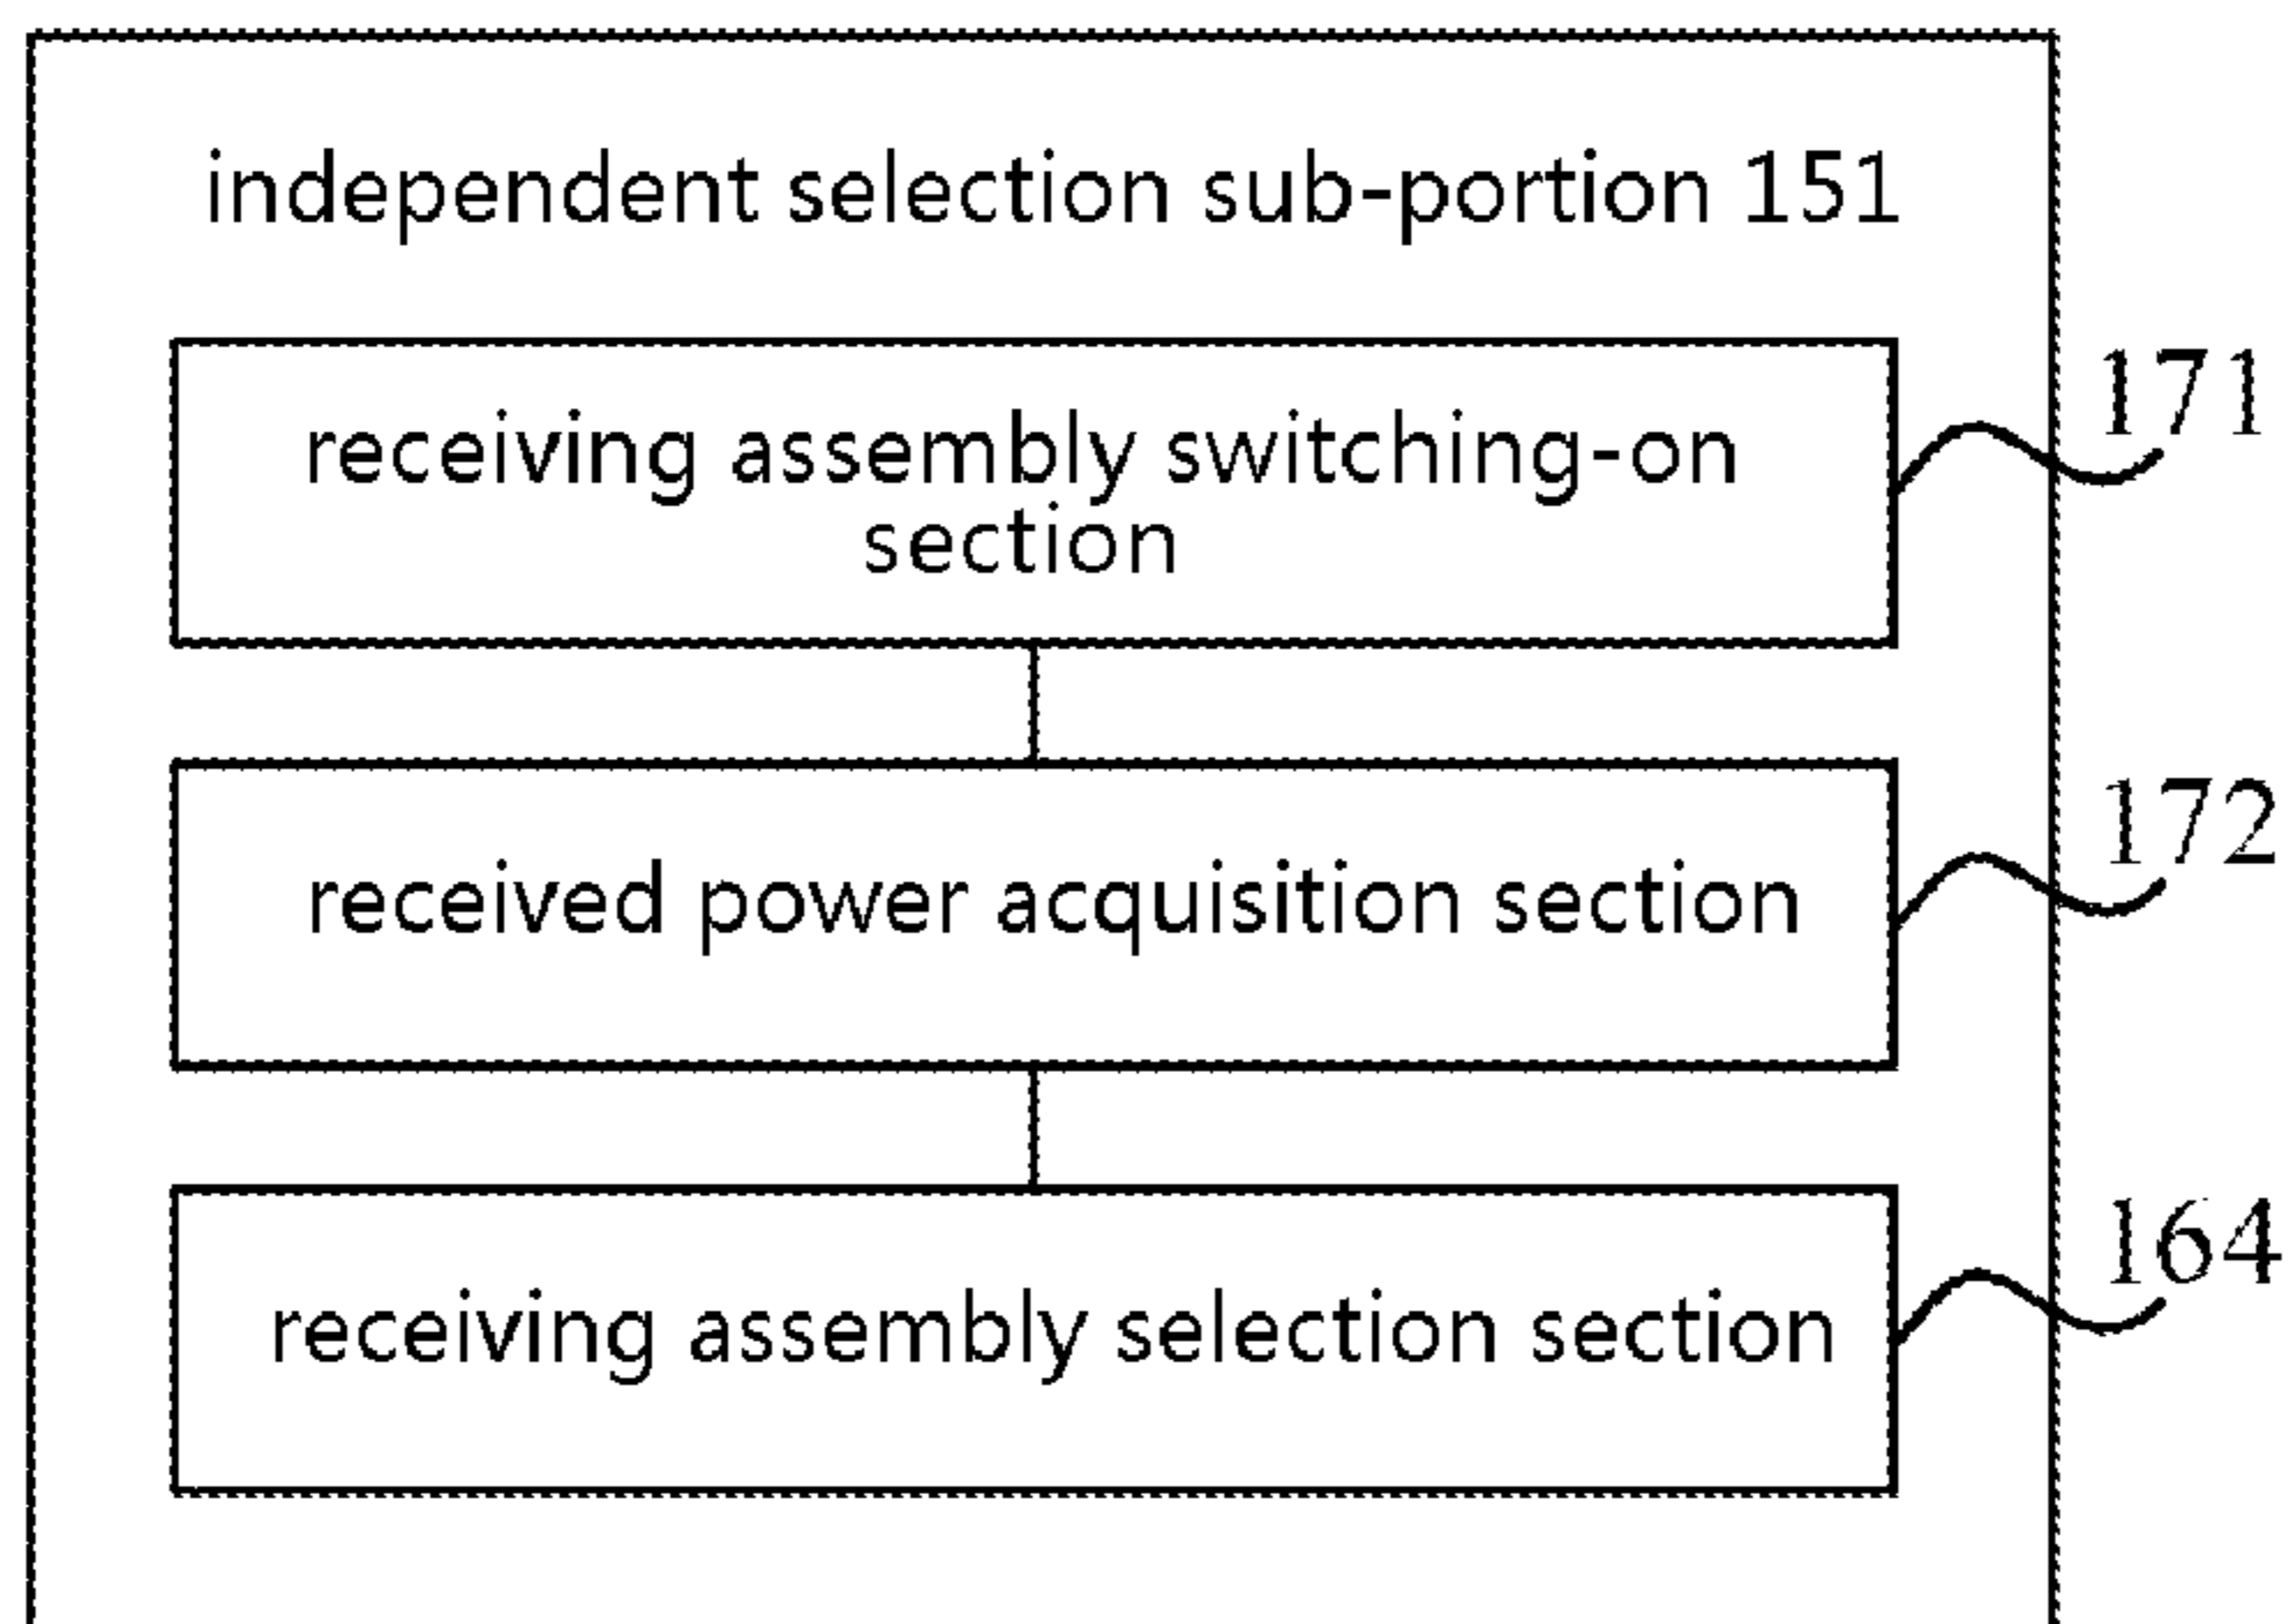 independent selection sub-portion 151
171
receiving assembly switching-on
section
172
received power acquisition section
164
receiving assembly selection section